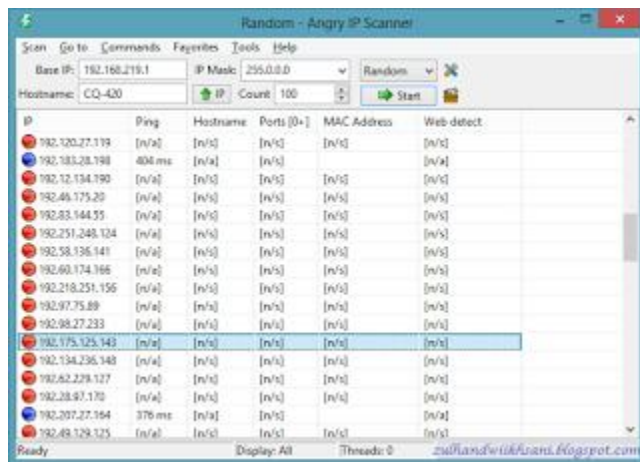 Random - Angry IP Scanner
Scan Go to Commands Favorites Tools Help
Base IP: 192.168.219.1 IP Mask: 255.0.0.0 Random
Hostname: CQ-420 IP Count 100 Start
IP Ping Hostname Ports [0+] MAC Address Web detect
192.120.27.119 [n/a] [n/s] [n/s] [n/s] [n/s]
192.183.28.198 404 ms [n/a] [n/s] [n/a]
192.12.134.190 [n/a] [n/s] [n/s] [n/s] [n/s]
192.46.175.20 [n/a] [n/s] [n/s] [n/s] [n/s]
192.83.144.55 [n/a] [n/s] [n/s] [n/s] [n/s]
192.251.248.124 [n/a] [n/s] [n/s] [n/s] [n/s]
192.58.136.141 [n/a] [n/s] [n/s] [n/s] [n/s]
192.60.174.166 [n/a] [n/s] [n/s] [n/s] [n/s]
192.218.251.156 [n/a] [n/s] [n/s] [n/s] [n/s]
192.97.75.89 [n/a] [n/s] [n/s] [n/s] [n/s]
192.98.27.233 [n/a] [n/s] [n/s] [n/s] [n/s]
192.175.125.143 [n/a] [n/s] [n/s] [n/s] [n/s]
192.134.236.148 [n/a] [n/s] [n/s] [n/s] [n/s]
192.62.229.127 [n/a] [n/s] [n/s] [n/s] [n/s]
192.28.97.170 [n/a] [n/s] [n/s] [n/s] [n/s]
192.207.27.164 376 ms [n/a] [n/s] [n/a]
192.49.129.125 [n/a] [n/s] [n/s] [n/s] [n/s]
Ready Display: All Threads: 0 zulhandwiikhsani.blogspot.com